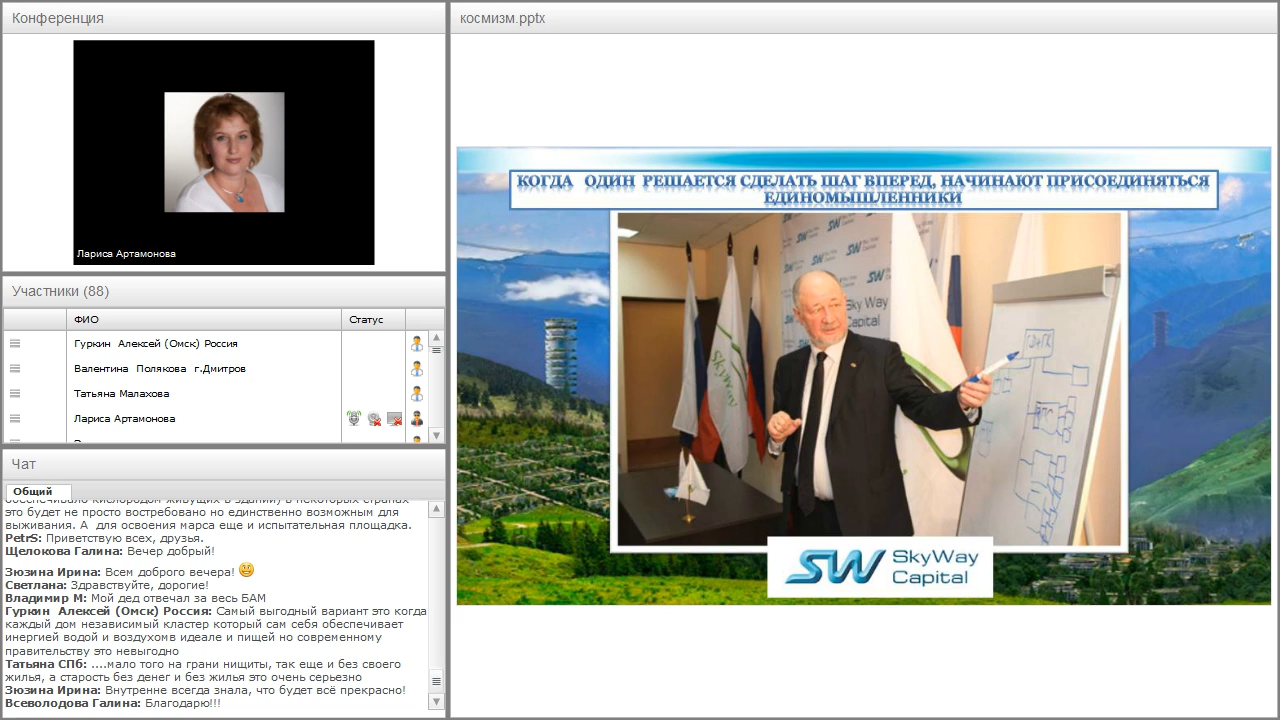 Конференция
Лариса Артамонова
Участники (88)
ФИО
Статус
Гуркин Алексей (Омск) Россия
Валентина Полякова г.Дмитров
Татьяна Малахова
Лариса Артамонова
Чат
Общий
это будет не просто востребовано но единственно возможным для
выживания. А для освоения марса еще и испытательная площадка.
PetrS: Приветствую всех, друзья.
Щелокова Галина: Вечер добрый!
Зюзина Ирина: Всем доброго вечера!
Светлана: Здравствуйте, дорогие!
Владимир М: Мой дед отвечал за весь БАМ
Гуркин Алексей (Омск) Россия: Самый выгодный вариант это когда
каждый дом независимый кластер который сам себя обеспечивает
инергией водой и воздухомв идеале и пищей но современному
правительству это невыгодно
Татьяна СПб: ....мало того на грани нищиты, так еще и без своего
жилья, а старость без денег и без жилья это очень серьезно
Зюзина Ирина: Внутренне всегда знала, что будет всё прекрасно!
Всеволодова Галина: Благодарю!!!
космизм.pptx
КОГДА ОДИН РЕШАЕТСЯ СДЕЛАТЬ ШАГ ВПЕРЕД, НАЧИНАЮТ ПРИСОЕДИНЯТЬСЯ
ЕДИНОМЫШЛЕННИКИ
SW
Sky Way
Capital
SkyWay
SW SkyWay
Capital